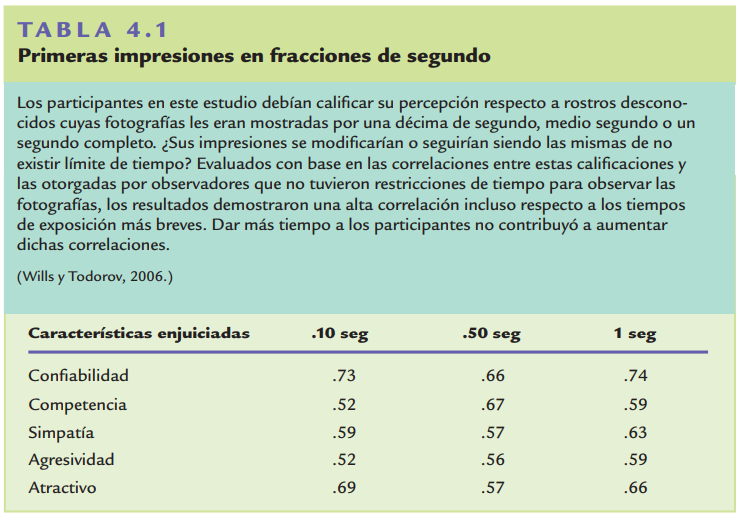 TABLA 4.1
Primeras impresiones en fracciones de segundo
Los participantes en este estudio debían calificar su percepción respecto a rostros descono-
cidos cuyas fotografías les eran mostradas por una décima de segundo, medio segundo o un
segundo completo. ¿Sus impresiones se modificarían o seguirían siendo las mismas de no
existir límite de tiempo? Evaluados con base en las correlaciones entre estas calificaciones y
las otorgadas por observadores que no tuvieron restricciones de tiempo para observar las
fotografías, los resultados demostraron una alta correlación incluso respecto a los tiempos
de exposición más breves. Dar más tiempo a los participantes no contribuyó a aumentar
dichas correlaciones.
(Wills y Todorov, 2006.)
Características enjuiciadas .10 seg .50 seg 1 seg
Confiabilidad .73 .66 .74
Competencia .52 .67 .59
Simpatía .59 .57 .63
Agresividad .52 .56 .59
Atractivo .69 .57 .66